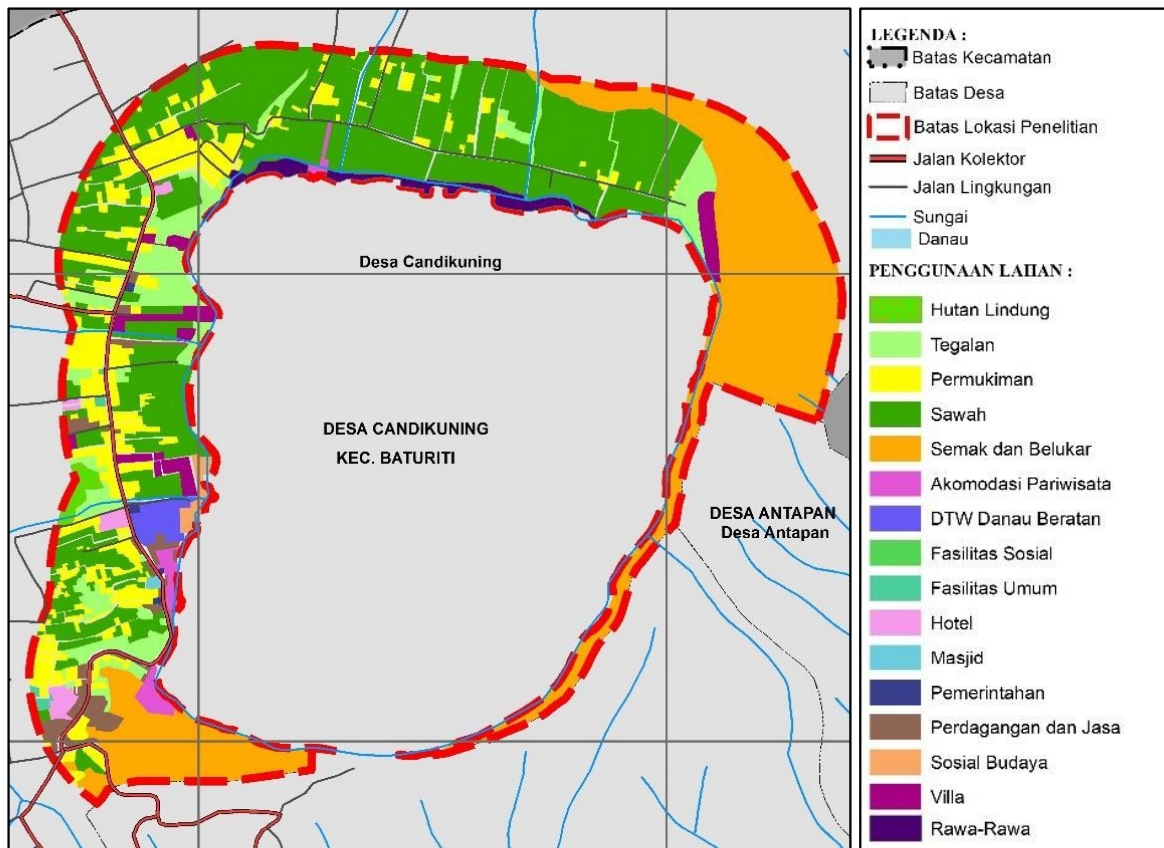 Desa Candikuning
DESA CANDIKUNING
KEC. BATURITI
DESA ANTAPAN
Desa Antapan
LEGENDA :
Batas Kecamatan
Batas Desa
Batas Lokasi Penelitian
Jalan Kolektor
Jalan Lingkungan
Sungai
Danau
PENGGUNAAN LAHAN :
Hutan Lindung
Tegalan
Permukiman
Sawah
Semak dan Belukar
Akomodasi Pariwisata
DTW Danau Beratan
Fasilitas Sosial
Fasilitas Umum
Hotel
Masjid
Pemerintahan
Perdagangan dan Jasa
Sosial Budaya
Villa
Rawa-Rawa